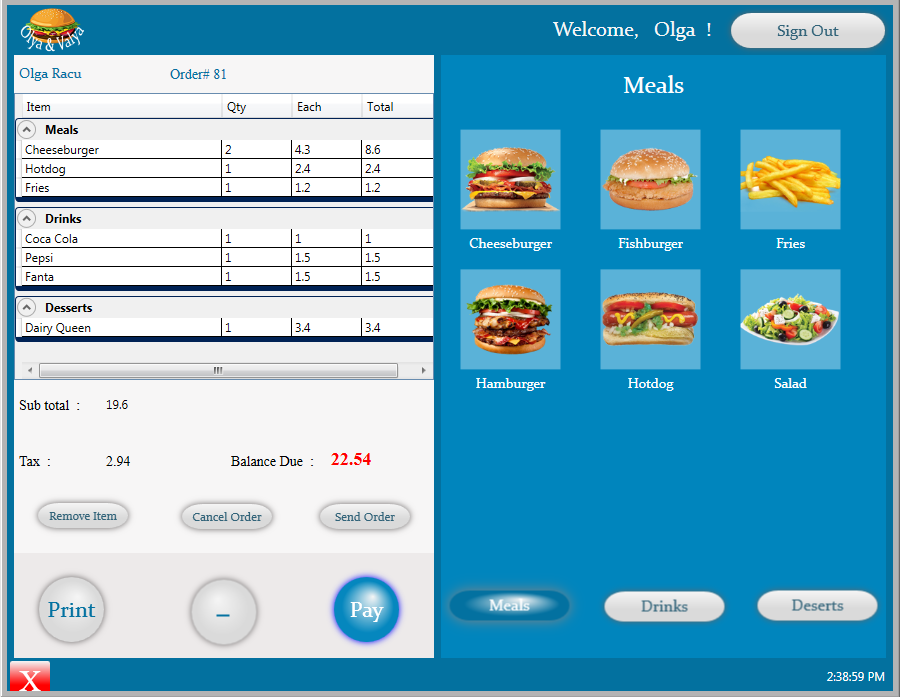 Olya & Valya
Welcome, Olga !
Sign Out
Olga Racu Order# 81
Item Qty Each Total
Meals
Cheeseburger 2 4.3 8.6
Hotdog 1 2.4 2.4
Fries 1 1.2 1.2
Drinks
Coca Cola 1 1 1
Pepsi 1 1.5 1.5
Fanta 1 1.5 1.5
Desserts
Dairy Queen 1 3.4 3.4
Sub total : 19.6
Tax : 2.94 Balance Due : 22.54
Remove Item Cancel Order Send Order
Print – Pay
X
Meals
Cheeseburger Fishburger Fries
Hamburger Hotdog Salad
Meals Drinks Deserts
2:38:59 PM